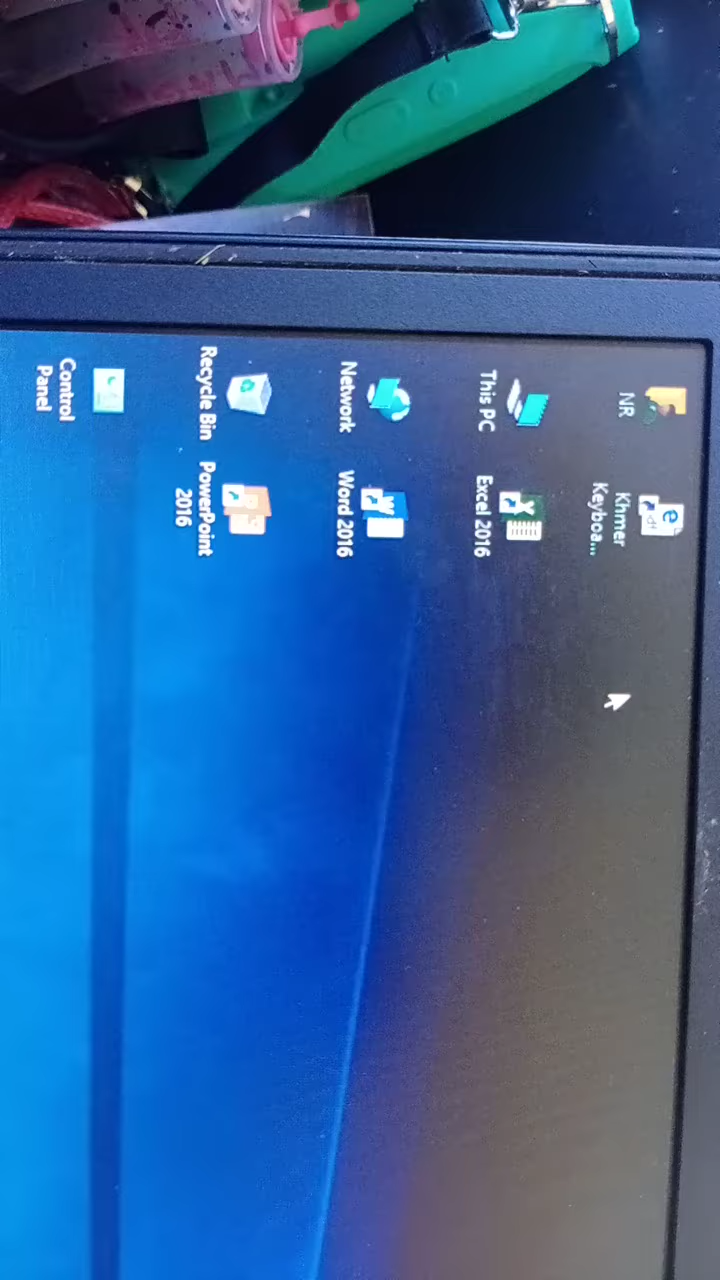 NR
Khmer
Keyboa...
This PC
Excel 2016
Network
Word 2016
Recycle Bin
PowerPoint
2016
Control
Panel